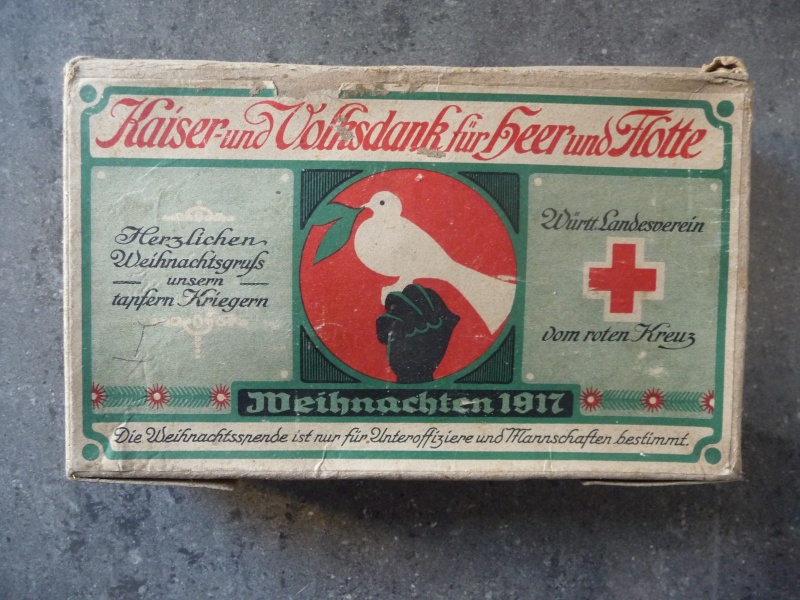 Kaiser- und Volksdank für Heer und Flotte
Herzlichen
Weihnachtsgruß
unsern
tapfern Kriegern
Württ. Landesverein
vom roten Kreuz
Weihnachten 1917
Die Weihnachtsspende ist nur für Unteroffiziere und Mannschaften bestimmt.